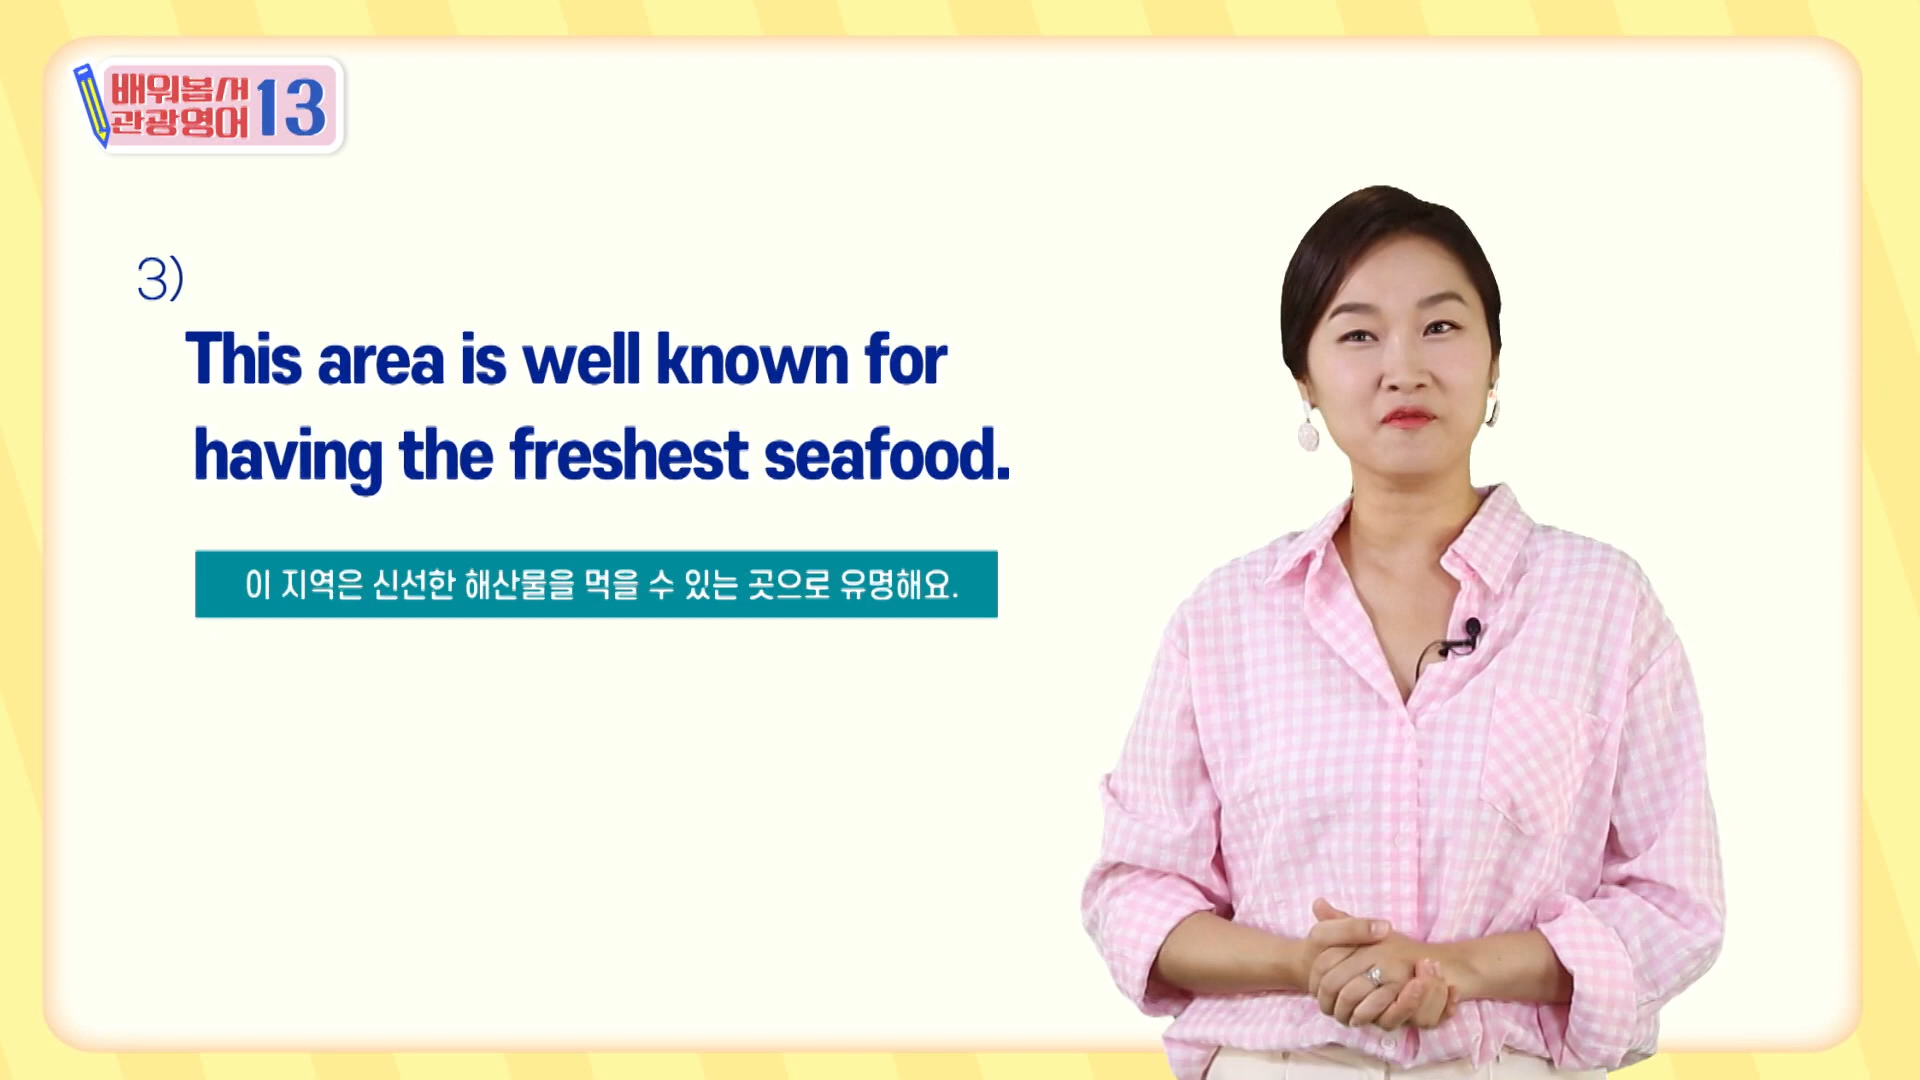 배워봅서
관광영어 13
3)
This area is well known for
having the freshest seafood.
이 지역은 신선한 해산물을 먹을 수 있는 곳으로 유명해요.